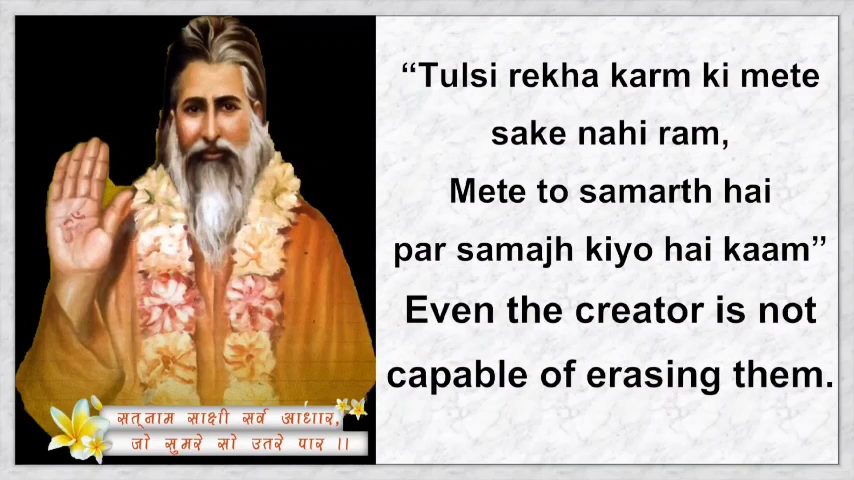 “Tulsi rekha karm ki mete
sake nahi ram,
Mete to samarth hai
par samajh kiyo hai kaam”
Even the creator is not
capable of erasing them.
सत्‌नाम साक्षी सर्व आधार,
जो सुमरे सो उतरे पार ।।